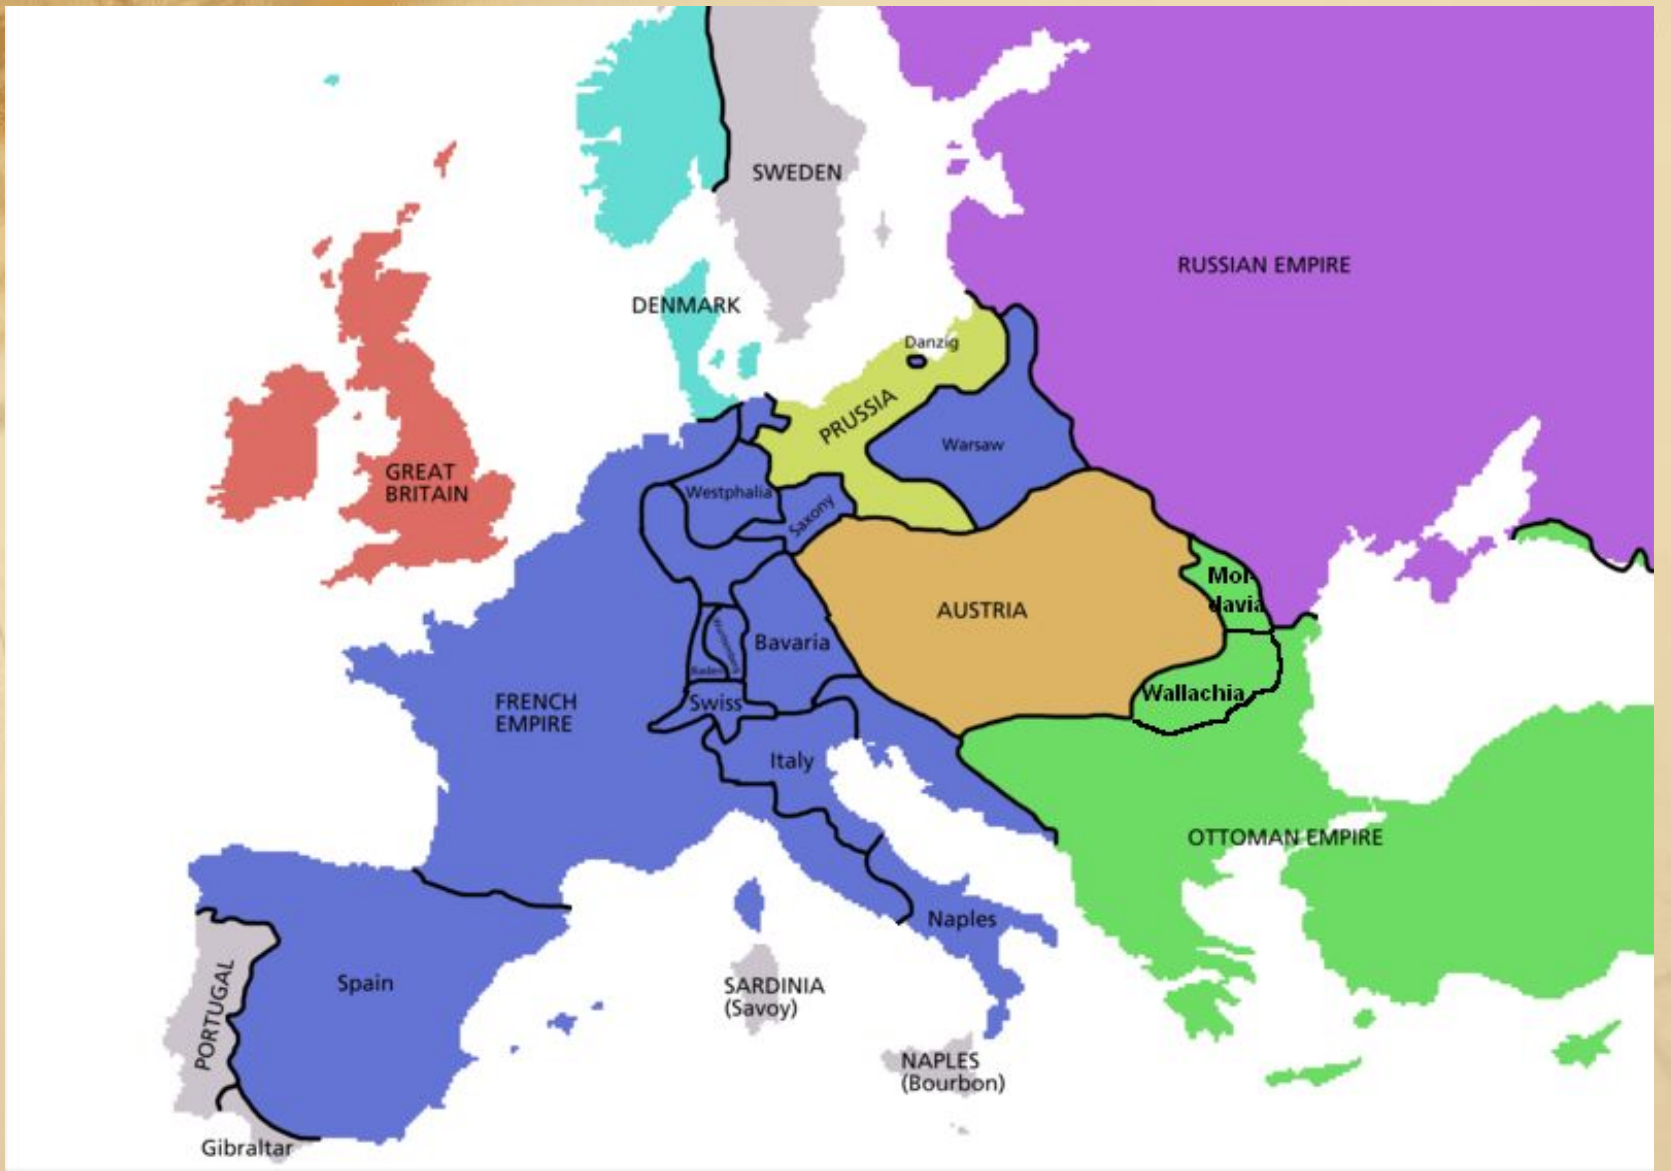 SWEDEN
RUSSIAN EMPIRE
DENMARK
Danzig
PRUSSIA
Warsaw
GREAT
BRITAIN
Westphalia
Saxony
Mol-
davia
AUSTRIA
Württemberg
Bavaria
Baden
Wallachia
FRENCH
EMPIRE
Swiss
Italy
OTTOMAN EMPIRE
Naples
Spain
PORTUGAL
SARDINIA
(Savoy)
NAPLES
(Bourbon)
Gibraltar